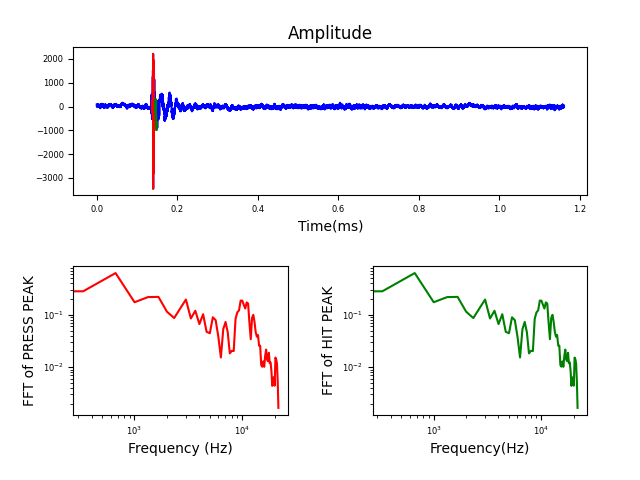 Amplitude
2000
1000
0
−1000
−2000
−3000
0.0 0.2 0.4 0.6 0.8 1.0 1.2
Time(ms)
FFT of PRESS PEAK
10⁻¹
10⁻²
10³ 10⁴
Frequency (Hz)
FFT of HIT PEAK
10⁻¹
10⁻²
10³ 10⁴
Frequency(Hz)